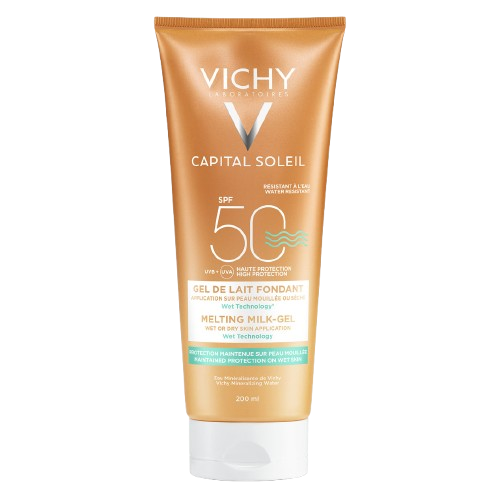 VICHY
LABORATOIRES
CAPITAL SOLEIL
RÉSISTANT À L'EAU
WATER RESISTANT
SPF
50
UVB + UVA
HAUTE PROTECTION
HIGH PROTECTION
GEL DE LAIT FONDANT
APPLICATION SUR PEAU MOUILLÉE OU SÈCHE
Wet Technology*
MELTING MILK-GEL
WET OR DRY SKIN APPLICATION
Wet Technology
PROTECTION MAINTENUE SUR PEAU MOUILLÉE
MAINTAINED PROTECTION ON WET SKIN
Eau Minéralisante de Vichy
Vichy Mineralizing Water
200 ml